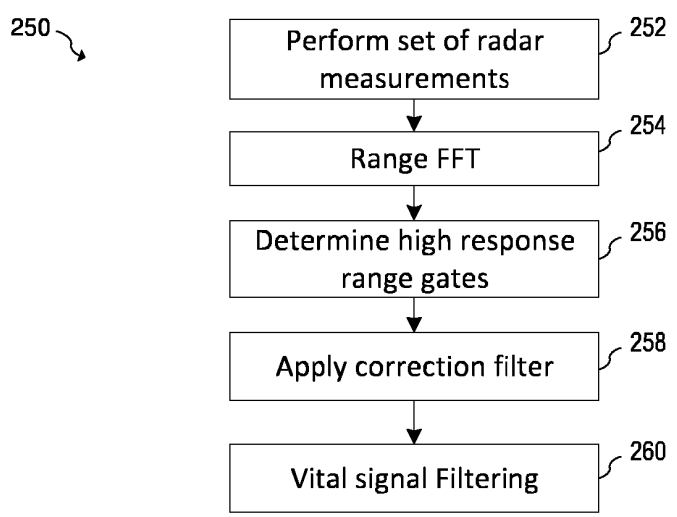 250
Perform set of radar
measurements
252
Range FFT
254
Determine high response
range gates
256
Apply correction filter
258
Vital signal Filtering
260